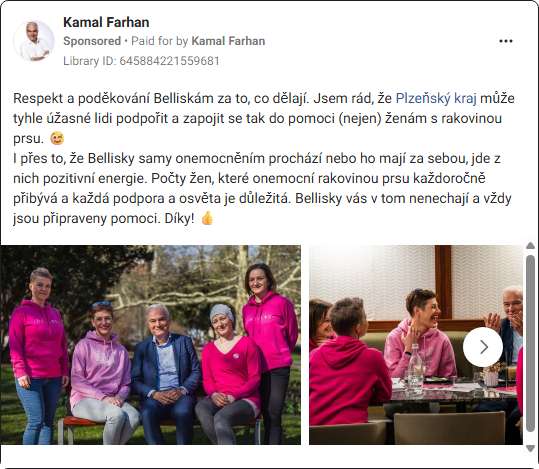 Kamal Farhan
Sponsored • Paid for by Kamal Farhan
Library ID: 645884221559681
Respekt a poděkování Belliskám za to, co dělají. Jsem rád, že Plzeňský kraj může
tyhle úžasné lidi podpořit a zapojit se tak do pomoci (nejen) ženám s rakovinou
prsu. 🥰
I přes to, že Bellisky samy onemocněním prochází nebo ho mají za sebou, jde z
nich pozitivní energie. Počty žen, které onemocní rakovinou prsu každoročně
přibývá a každá podpora a osvěta je důležitá. Bellisky vás v tom nenechají a vždy
jsou připraveny pomoci. Díky! 👍